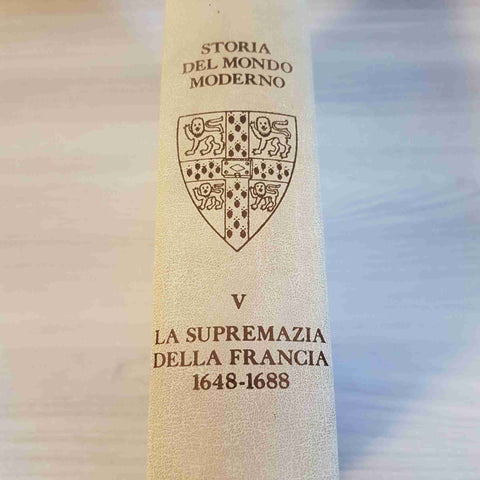 STORIA
DEL MONDO
MODERNO
V
LA SUPREMAZIA
DELLA FRANCIA
1648-1688